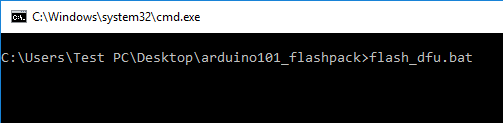 C:\Windows\system32\cmd.exe
C:\Users\Test PC\Desktop\arduino101_flashpack>flash_dfu.bat